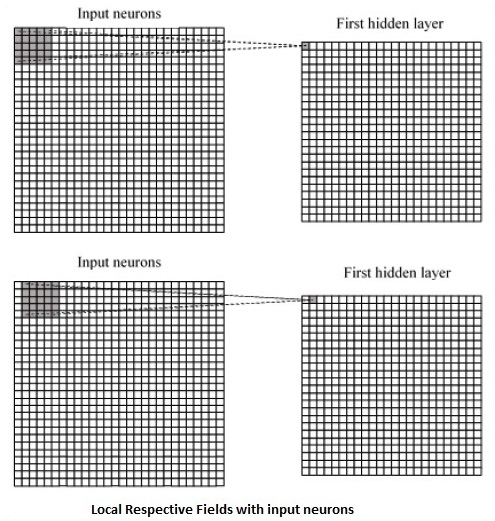 Input neurons
First hidden layer
Input neurons
First hidden layer
Local Respective Fields with input neurons